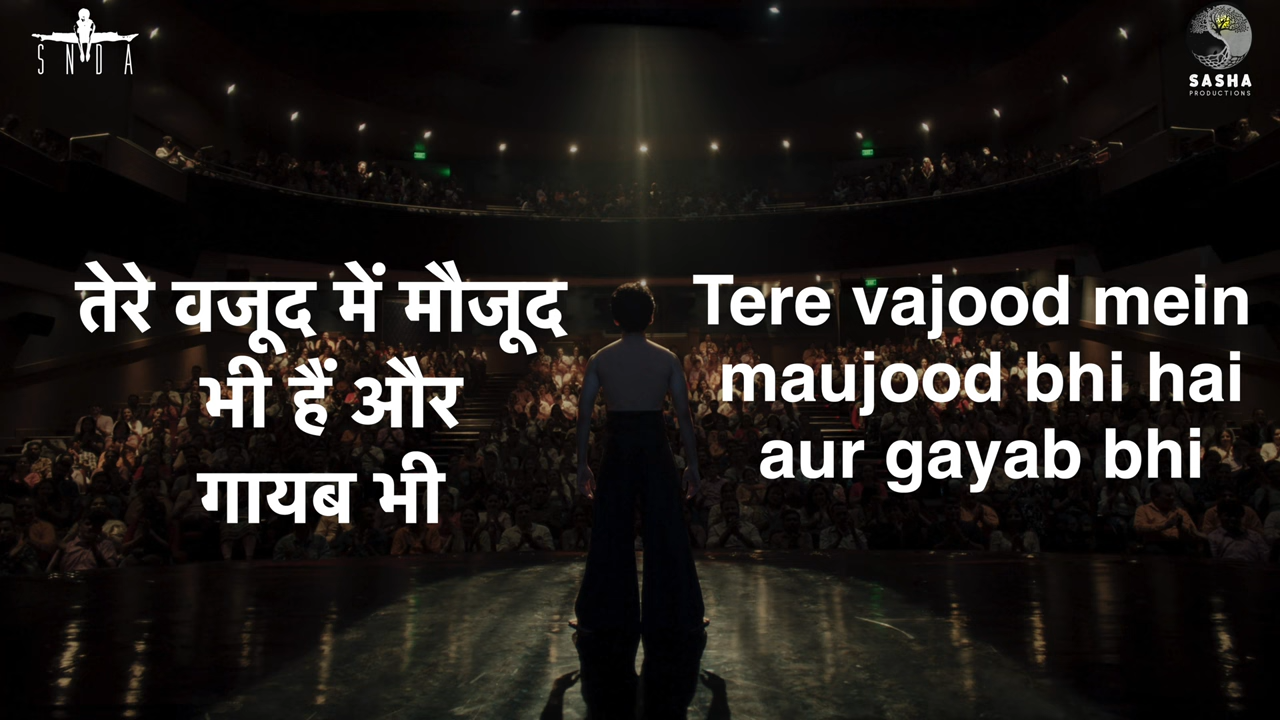 SNDA
SASHA
PRODUCTIONS
तेरे वजूद में मौजूद
भी हैं और
गायब भी
Tere vajood mein
maujood bhi hai
aur gayab bhi